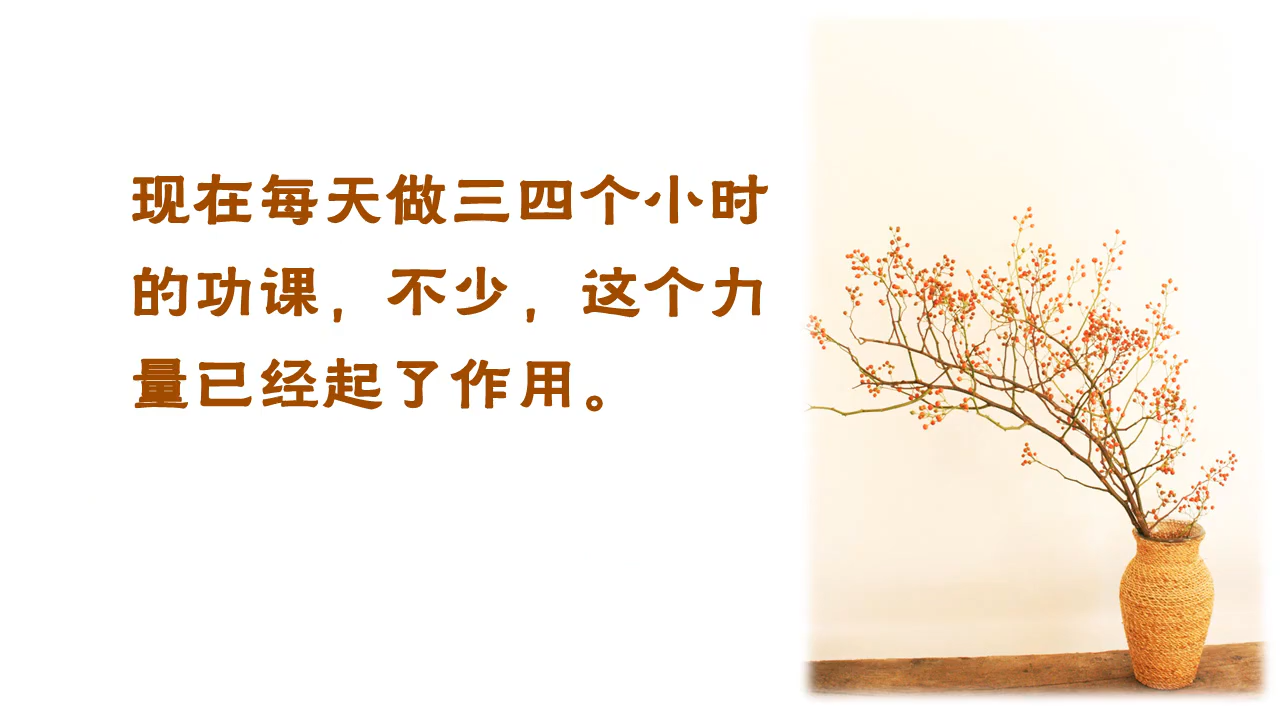 现在每天做三四个小时
的功课，不少，这个力
量已经起了作用。